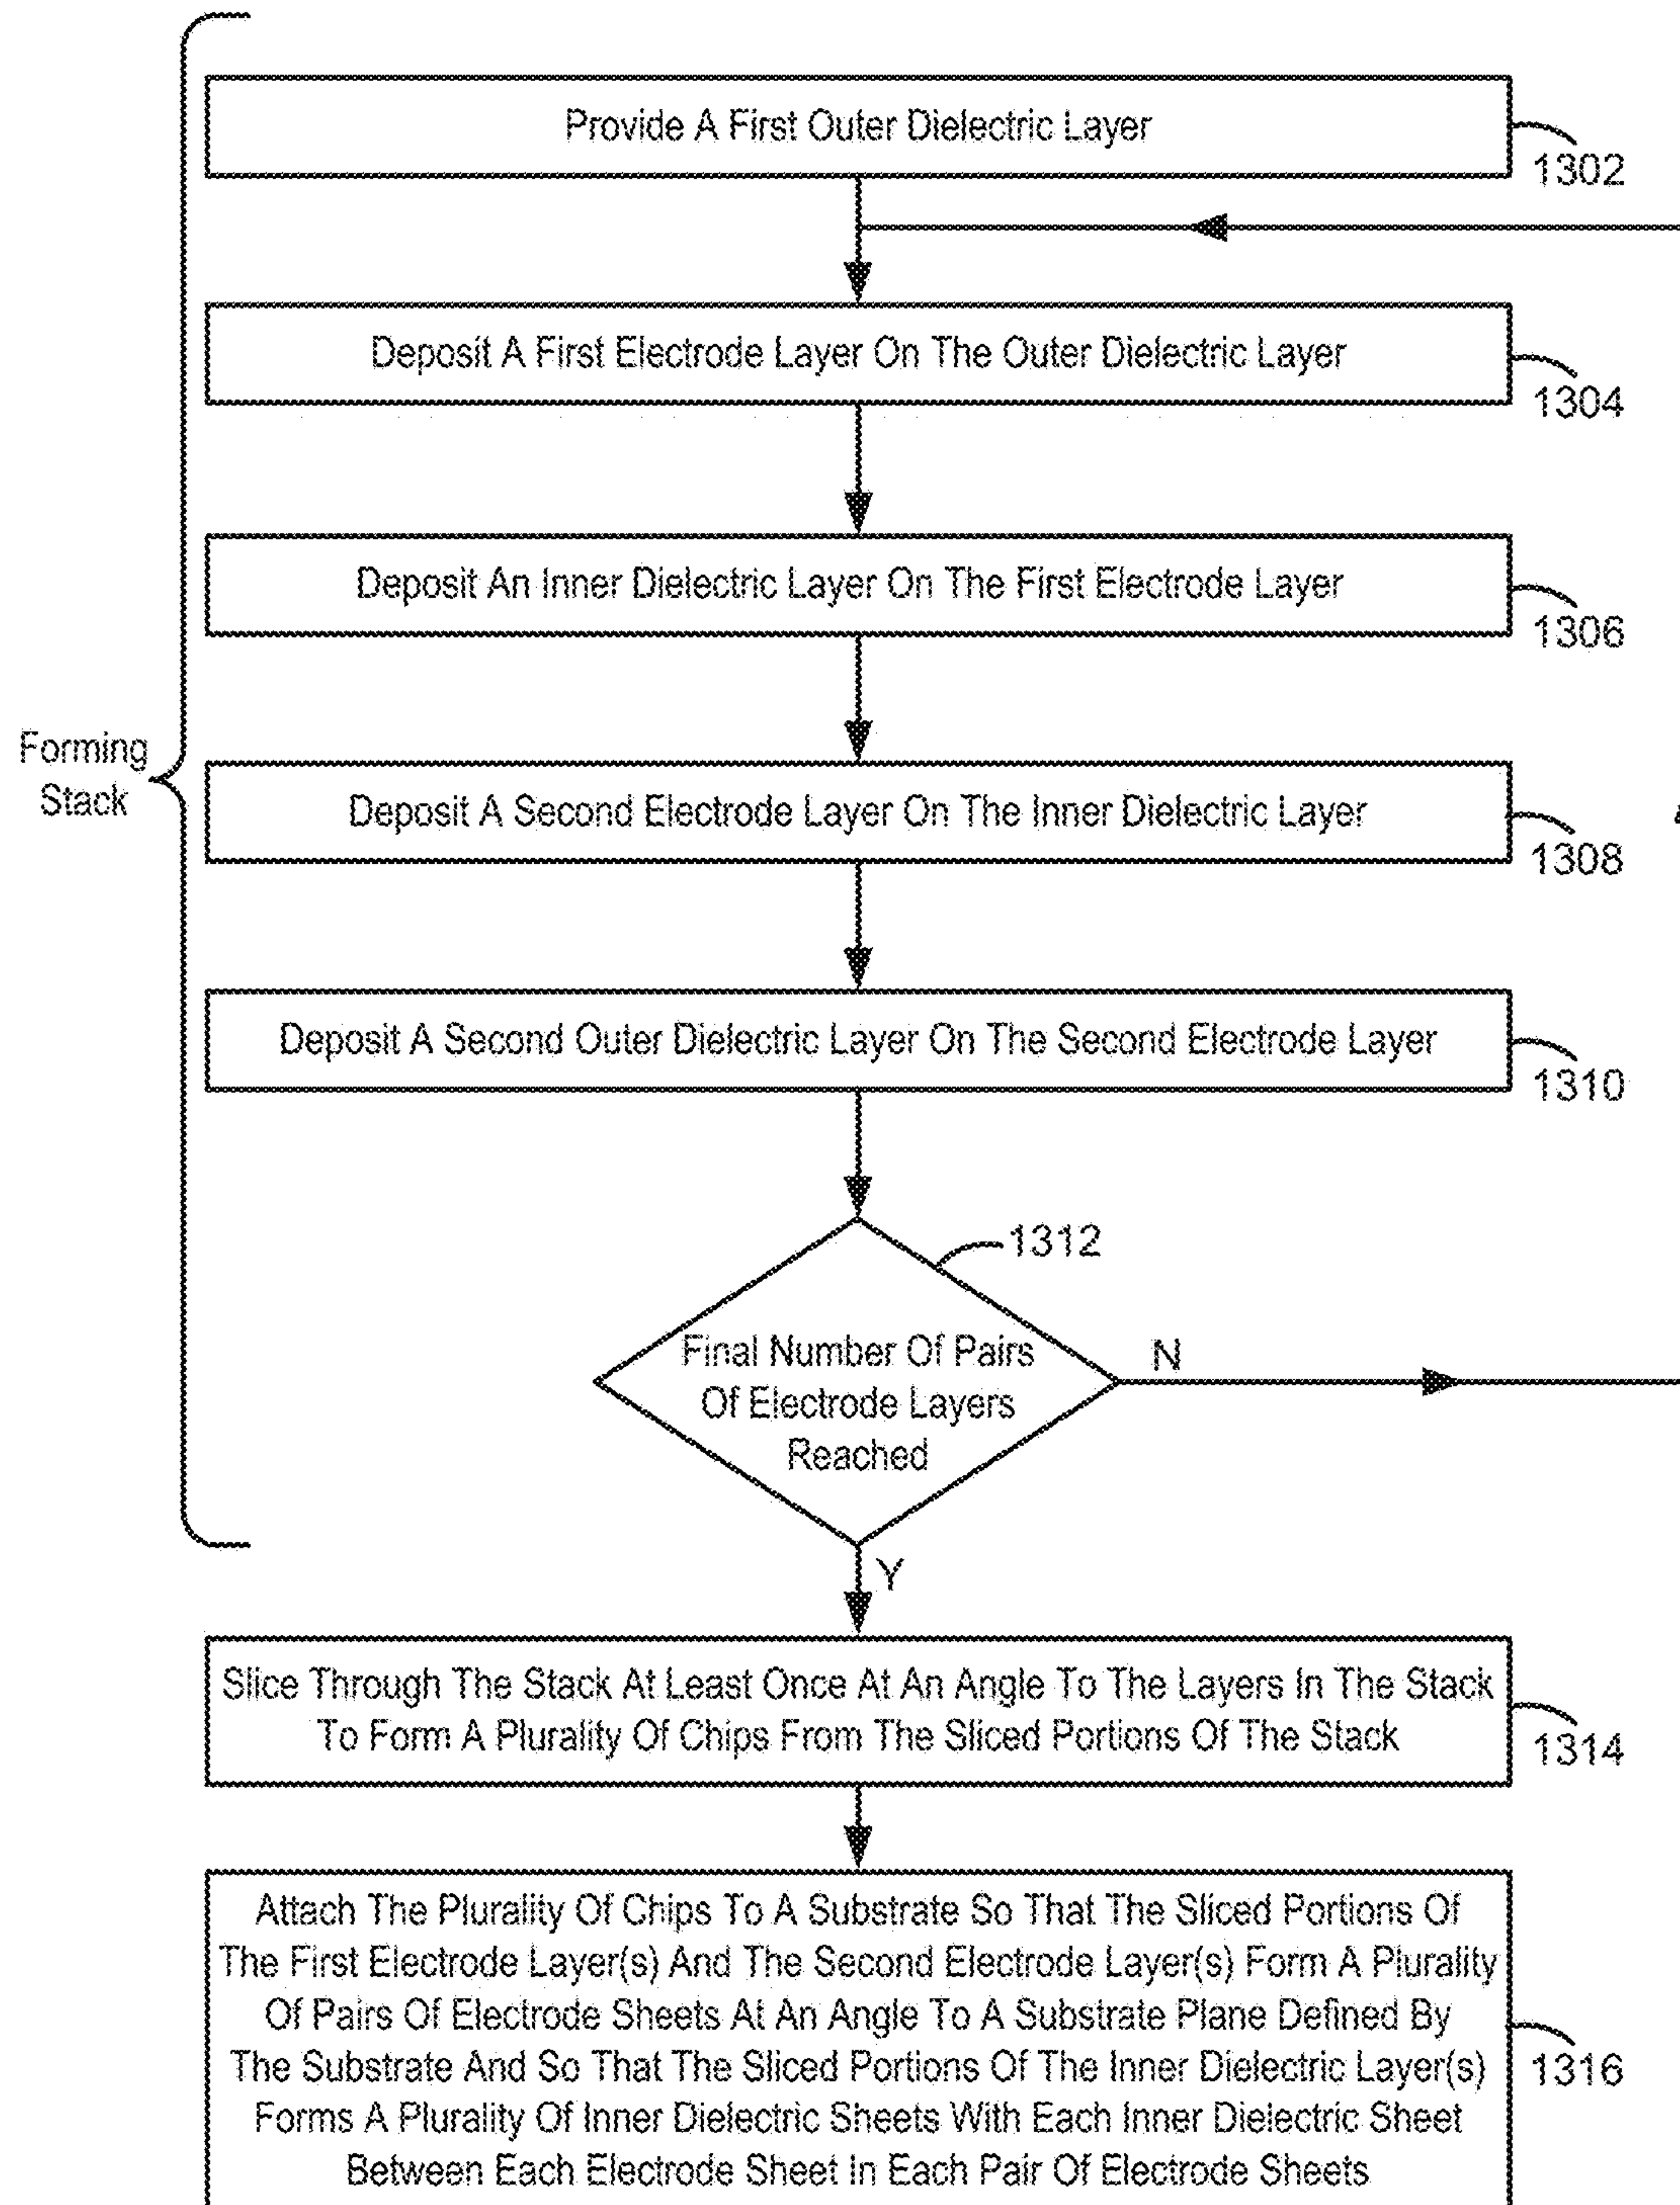 Provide A First Outer Dielectric Layer
1302
Deposit A First Electrode Layer On The Outer Dielectric Layer
1304
Deposit An Inner Dielectric Layer On The First Electrode Layer
1306
Forming
Stack
Deposit A Second Electrode Layer On The Inner Dielectric Layer
1308
Deposit A Second Outer Dielectric Layer On The Second Electrode Layer
1310
1312
Final Number Of Pairs
Of Electrode Layers
Reached
N
Y
Slice Through The Stack At Least Once At An Angle To The Layers In The Stack
To Form A Plurality Of Chips From The Sliced Portions Of The Stack
1314
Attach The Plurality Of Chips To A Substrate So That The Sliced Portions Of
The First Electrode Layer(s) And The Second Electrode Layer(s) Form A Plurality
Of Pairs Of Electrode Sheets At An Angle To A Substrate Plane Defined By
The Substrate And So That The Sliced Portions Of The Inner Dielectric Layer(s)
Forms A Plurality Of Inner Dielectric Sheets With Each Inner Dielectric Sheet
Between Each Electrode Sheet In Each Pair Of Electrode Sheets
1316